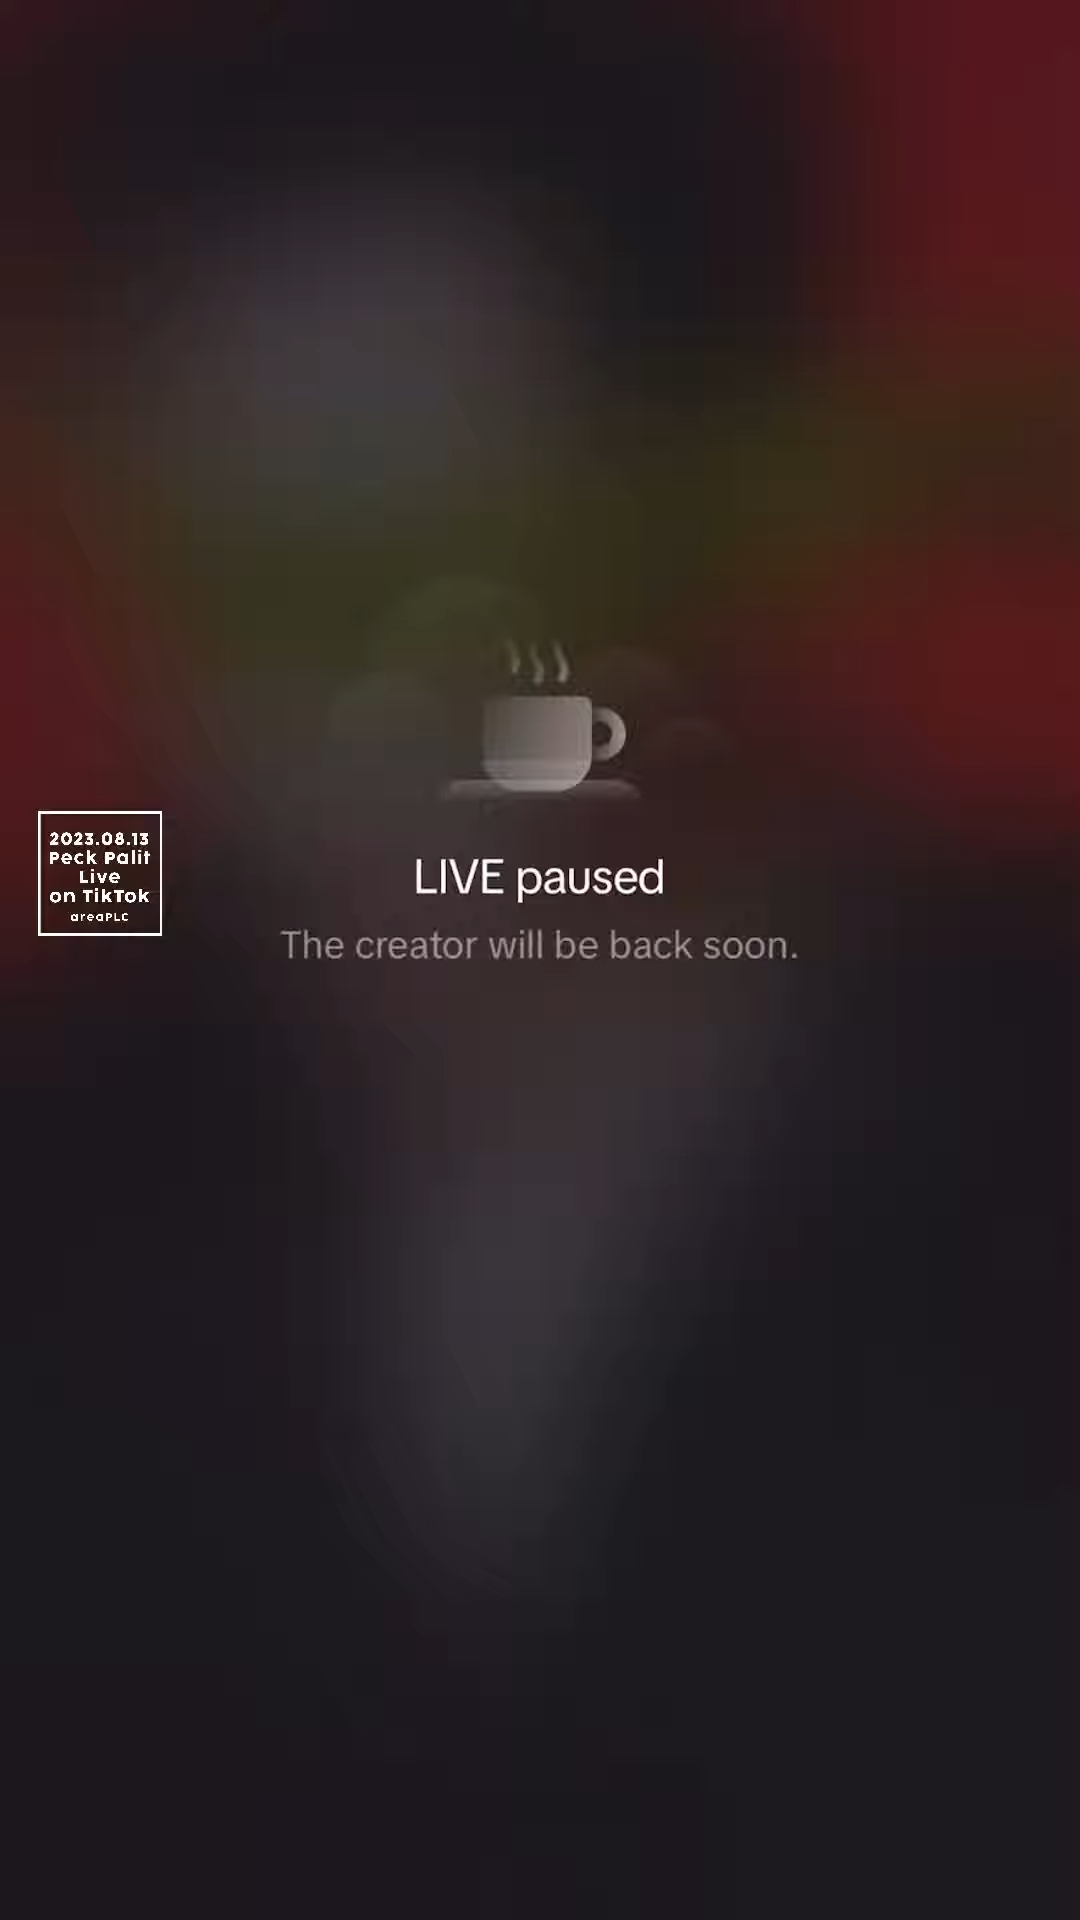 2023.08.13
Peck Palit
Live
on TikTok
areaPLC
LIVE paused
The creator will be back soon.